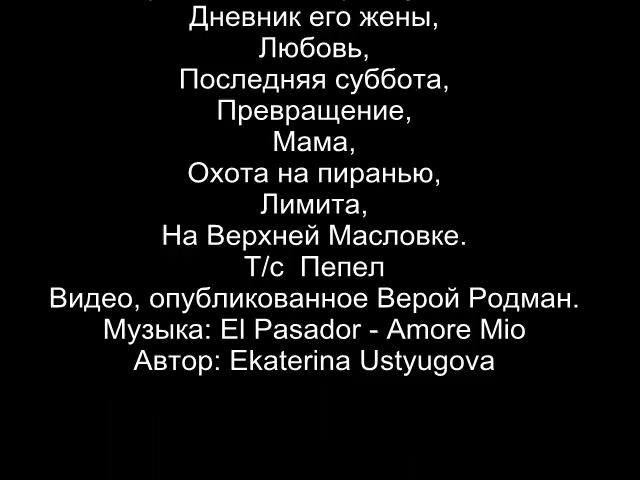 Дневник его жены,
Любовь,
Последняя суббота,
Превращение,
Мама,
Охота на пиранью,
Лимита,
На Верхней Масловке.
Т/с Пепел
Видео, опубликованное Верой Родман.
Музыка: El Pasador - Amore Mio
Автор: Ekaterina Ustyugova